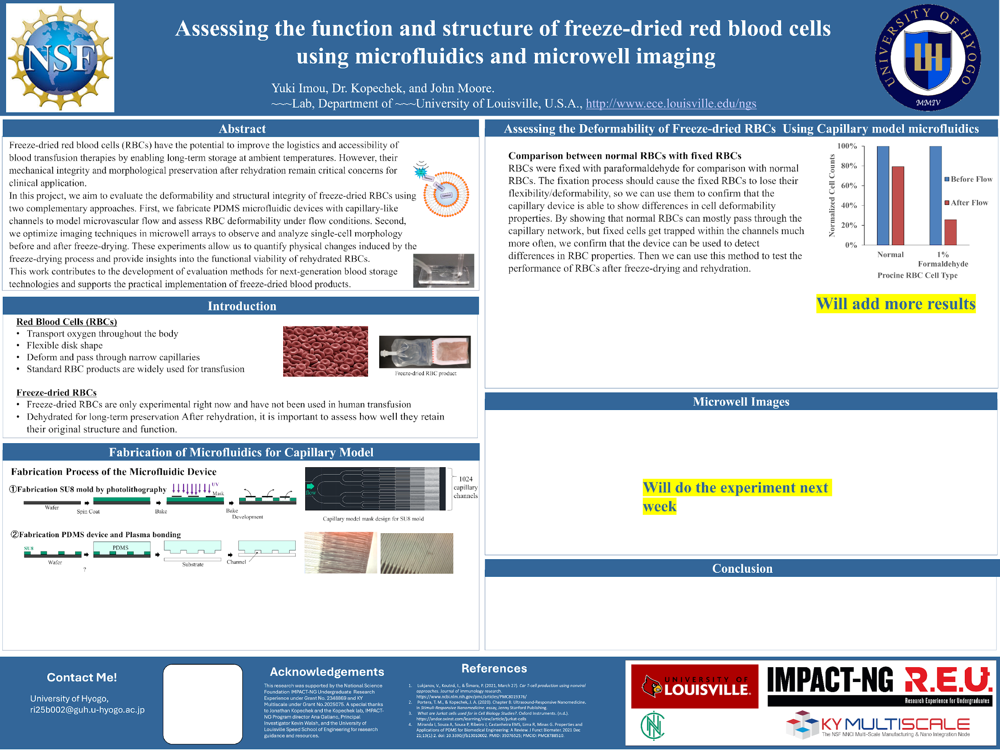 NSF
Assessing the function and structure of freeze-dried red blood cells
using microfluidics and microwell imaging
Yuki Imou, Dr. Kopechek, and John Moore.
~~~Lab, Department of ~~~University of Louisville, U.S.A., http://www.ece.louisville.edu/ngs
UNIVERSITY OF HYOGO
UH
MMIV
Abstract
Freeze-dried red blood cells (RBCs) have the potential to improve the logistics and accessibility of
blood transfusion therapies by enabling long-term storage at ambient temperatures. However, their
mechanical integrity and morphological preservation after rehydration remain critical concerns for
clinical application.
In this project, we aim to evaluate the deformability and structural integrity of freeze-dried RBCs using
two complementary approaches. First, we fabricate PDMS microfluidic devices with capillary-like
channels to model microvascular flow and assess RBC deformability under flow conditions. Second,
we optimize imaging techniques in microwell arrays to observe and analyze single-cell morphology
before and after freeze-drying. These experiments allow us to quantify physical changes induced by the
freeze-drying process and provide insights into the functional viability of rehydrated RBCs.
This work contributes to the development of evaluation methods for next-generation blood storage
technologies and supports the practical implementation of freeze-dried blood products.
Introduction
Red Blood Cells (RBCs)
• Transport oxygen throughout the body
• Flexible disk shape
• Deform and pass through narrow capillaries
• Standard RBC products are widely used for transfusion
Freeze-dried RBC product
Freeze-dried RBCs
• Freeze-dried RBCs are only experimental right now and have not been used in human transfusion
• Dehydrated for long-term preservation After rehydration, it is important to assess how well they retain
their original structure and function.
Fabrication of Microfluidics for Capillary Model
Fabrication Process of the Microfluidic Device
①Fabrication SU8 mold by photolithography
UV
Mask
Wafer
Spin Coat
Bake
Bake
Development
flow
1024
capillary
channels
Capillary model mask design for SU8 mold
②Fabrication PDMS device and Plasma bonding
SU8
PDMS
Wafer
?
Substrate
Channel
Assessing the Deformability of Freeze-dried RBCs  Using Capillary model microfluidics
Comparison between normal RBCs with fixed RBCs
RBCs were fixed with paraformaldehyde for comparison with normal
RBCs. The fixation process should cause the fixed RBCs to lose their
flexibility/deformability, so we can use them to confirm that the
capillary device is able to show differences in cell deformability
properties. By showing that normal RBCs can mostly pass through the
capillary network, but fixed cells get trapped within the channels much
more often, we confirm that the device can be used to detect
differences in RBC properties. Then we can use this method to test the
performance of RBCs after freeze-drying and rehydration.
Normalized Cell Counts
100%
80%
60%
40%
20%
0%
Before Flow
After Flow
Normal
1%
Formaldehyde
Procine RBC Cell Type
Will add more results
Microwell Images
Will do the experiment next
week
Conclusion
Contact Me!
University of Hyogo,
ri25b002@guh.u-hyogo.ac.jp
Acknowledgements
This research was supported by the National Science
Foundation IMPACT-NG Undergraduate Research
Experience under Grant No. 2348869 and KY
Multiscale under Grant No.2025075. A special thanks
to Jonathan Kopechek and the Kopechek lab, IMPACT-
NG Program director Ana Galiano, Principal
Investigator Kevin Walsh, and the University of
Louisville Speed School of Engineering for research
guidance and resources.
References
1. Lukjanov, V., Koutná, I., & Šimara, P. (2021, March 27). Car T-cell production using nonviral
approaches. Journal of immunology research.
https://www.ncbi.nlm.nih.gov/pmc/articles/PMC8019376/
2. Portera, T. M., & Kopechek, J. A. (2020). Chapter 8: Ultrasound-Responsive Nanomedicine.
In Stimuli-Responsive Nanomedicine. essay, Jenny Stanford Publishing.
3. What are Jurkat cells used for in Cell Biology Studies?. Oxford Instruments. (n.d.).
https://andor.oxinst.com/learning/view/article/jurkat-cells
4. Miranda I, Souza A, Sousa P, Ribeiro J, Castanheira EMS, Lima R, Minas G. Properties and
Applications of PDMS for Biomedical Engineering: A Review. J Funct Biomater. 2021 Dec
21;13(1):2. doi: 10.3390/jfb13010002. PMID: 35076525; PMCID: PMC8788510.
UNIVERSITY OF
LOUISVILLE.
IMPACT-NG R.E.U.
Research Experience for Undergraduates
KY MULTISCALE
The NSF NNCI Multi-Scale Manufacturing & Nano Integration Node